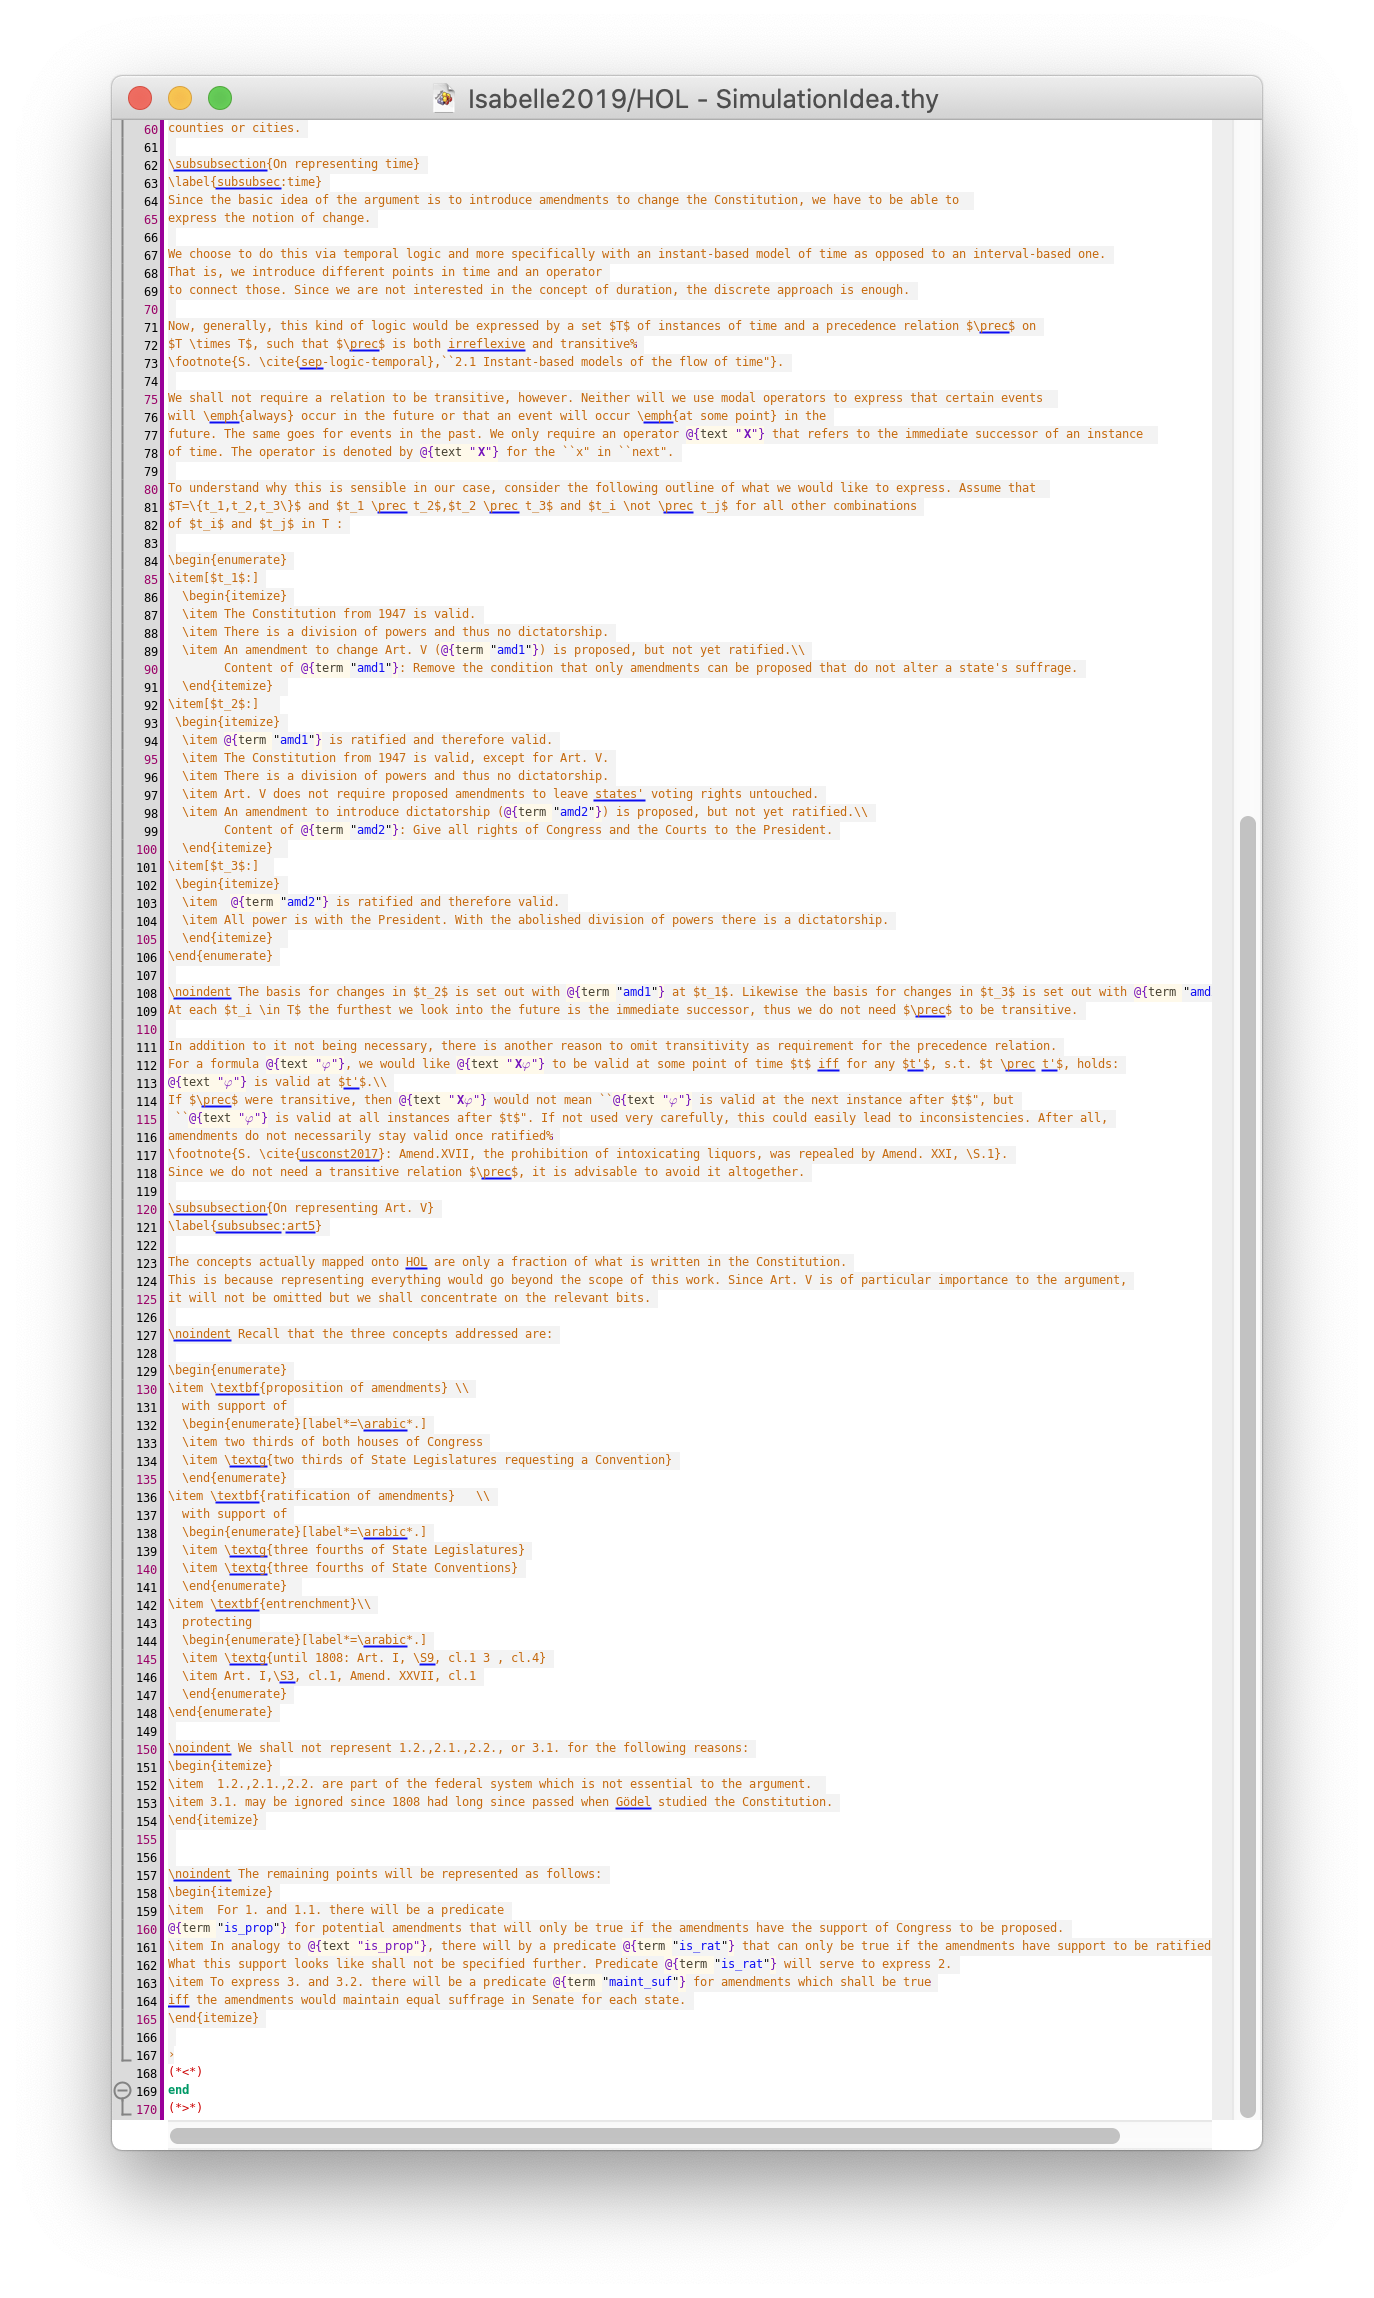 Isabelle2019/HOL - SimulationIdea.thy
60 counties or cities.
61
62 \subsubsection{On representing time}
63 \label{subsubsec:time}
64 Since the basic idea of the argument is to introduce amendments to change the Constitution, we have to be able to
65 express the notion of change.
66
67 We choose to do this via temporal logic and more specifically with an instant-based model of time as opposed to an interval-based one.
68 That is, we introduce different points in time and an operator
69 to connect those. Since we are not interested in the concept of duration, the discrete approach is enough.
70
71 Now, generally, this kind of logic would be expressed by a set $T$ of instances of time and a precedence relation $\prec$ on
72 $T \times T$, such that $\prec$ is both irreflexive and transitive%
73 \footnote{S. \cite{sep-logic-temporal},``2.1 Instant-based models of the flow of time"}.
74
75 We shall not require a relation to be transitive, however. Neither will we use modal operators to express that certain events
76 will \emph{always} occur in the future or that an event will occur \emph{at some point} in the
77 future. The same goes for events in the past. We only require an operator @{text "X"} that refers to the immediate successor of an instance
78 of time. The operator is denoted by @{text "X"} for the ``x" in ``next".
79
80 To understand why this is sensible in our case, consider the following outline of what we would like to express. Assume that
81 $T=\{t_1,t_2,t_3\}$ and $t_1 \prec t_2$,$t_2 \prec t_3$ and $t_i \not \prec t_j$ for all other combinations
82 of $t_i$ and $t_j$ in T :
83
84 \begin{enumerate}
85 \item[$t_1$:]
86 \begin{itemize}
87 \item The Constitution from 1947 is valid.
88 \item There is a division of powers and thus no dictatorship.
89 \item An amendment to change Art. V (@{term "amd1"}) is proposed, but not yet ratified.\\
90 Content of @{term "amd1"}: Remove the condition that only amendments can be proposed that do not alter a state's suffrage.
91 \end{itemize}
92 \item[$t_2$:]
93 \begin{itemize}
94 \item @{term "amd1"} is ratified and therefore valid.
95 \item The Constitution from 1947 is valid, except for Art. V.
96 \item There is a division of powers and thus no dictatorship.
97 \item Art. V does not require proposed amendments to leave states' voting rights untouched.
98 \item An amendment to introduce dictatorship (@{term "amd2"}) is proposed, but not yet ratified.\\
99 Content of @{term "amd2"}: Give all rights of Congress and the Courts to the President.
100 \end{itemize}
101 \item[$t_3$:]
102 \begin{itemize}
103 \item  @{term "amd2"} is ratified and therefore valid.
104 \item All power is with the President. With the abolished division of powers there is a dictatorship.
105 \end{itemize}
106 \end{enumerate}
107
108 \noindent The basis for changes in $t_2$ is set out with @{term "amd1"} at $t_1$. Likewise the basis for changes in $t_3$ is set out with @{term "amd
109 At each $t_i \in T$ the furthest we look into the future is the immediate successor, thus we do not need $\prec$ to be transitive.
110
111 In addition to it not being necessary, there is another reason to omit transitivity as requirement for the precedence relation.
112 For a formula @{text "φ"}, we would like @{text "Xφ"} to be valid at some point of time $t$ iff for any $t'$, s.t. $t \prec t'$, holds:
113 @{text "φ"} is valid at $t'$.\\
114 If $\prec$ were transitive, then @{text "Xφ"} would not mean ``@{text "φ"} is valid at the next instance after $t$", but
115 ``@{text "φ"} is valid at all instances after $t$". If not used very carefully, this could easily lead to inconsistencies. After all,
116 amendments do not necessarily stay valid once ratified%
117 \footnote{S. \cite{usconst2017}: Amend.XVII, the prohibition of intoxicating liquors, was repealed by Amend. XXI, \S.1}.
118 Since we do not need a transitive relation $\prec$, it is advisable to avoid it altogether.
119
120 \subsubsection{On representing Art. V}
121 \label{subsubsec:art5}
122
123 The concepts actually mapped onto HOL are only a fraction of what is written in the Constitution.
124 This is because representing everything would go beyond the scope of this work. Since Art. V is of particular importance to the argument,
125 it will not be omitted but we shall concentrate on the relevant bits.
126
127 \noindent Recall that the three concepts addressed are:
128
129 \begin{enumerate}
130 \item \textbf{proposition of amendments} \\
131 with support of
132 \begin{enumerate}[label*=\arabic*.]
133 \item two thirds of both houses of Congress
134 \item \textg{two thirds of State Legislatures requesting a Convention}
135 \end{enumerate}
136 \item \textbf{ratification of amendments}   \\
137 with support of
138 \begin{enumerate}[label*=\arabic*.]
139 \item \textg{three fourths of State Legislatures}
140 \item \textg{three fourths of State Conventions}
141 \end{enumerate}
142 \item \textbf{entrenchment}\\
143 protecting
144 \begin{enumerate}[label*=\arabic*.]
145 \item \textg{until 1808: Art. I, \S9, cl.1 3 , cl.4}
146 \item Art. I,\S3, cl.1, Amend. XXVII, cl.1
147 \end{enumerate}
148 \end{enumerate}
149
150 \noindent We shall not represent 1.2.,2.1.,2.2., or 3.1. for the following reasons:
151 \begin{itemize}
152 \item  1.2.,2.1.,2.2. are part of the federal system which is not essential to the argument.
153 \item 3.1. may be ignored since 1808 had long since passed when Gödel studied the Constitution.
154 \end{itemize}
155
156
157 \noindent The remaining points will be represented as follows:
158 \begin{itemize}
159 \item  For 1. and 1.1. there will be a predicate
160 @{term "is_prop"} for potential amendments that will only be true if the amendments have the support of Congress to be proposed.
161 \item In analogy to @{text "is_prop"}, there will by a predicate @{term "is_rat"} that can only be true if the amendments have support to be ratified
162 What this support looks like shall not be specified further. Predicate @{term "is_rat"} will serve to express 2.
163 \item To express 3. and 3.2. there will be a predicate @{term "maint_suf"} for amendments which shall be true
164 iff the amendments would maintain equal suffrage in Senate for each state.
165 \end{itemize}
166
167 ›
168 (*<*)
169 end
170 (*>*)